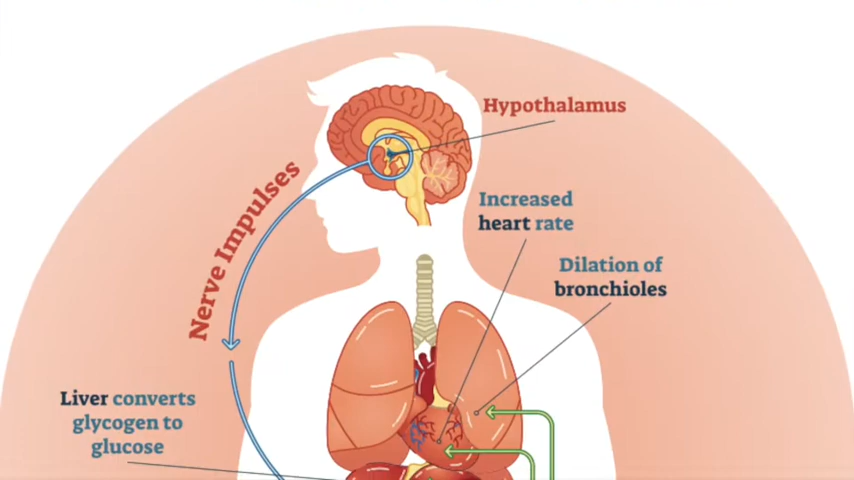 Hypothalamus
Nerve Impulses
Increased
heart rate
Dilation of
bronchioles
Liver converts
glycogen to
glucose